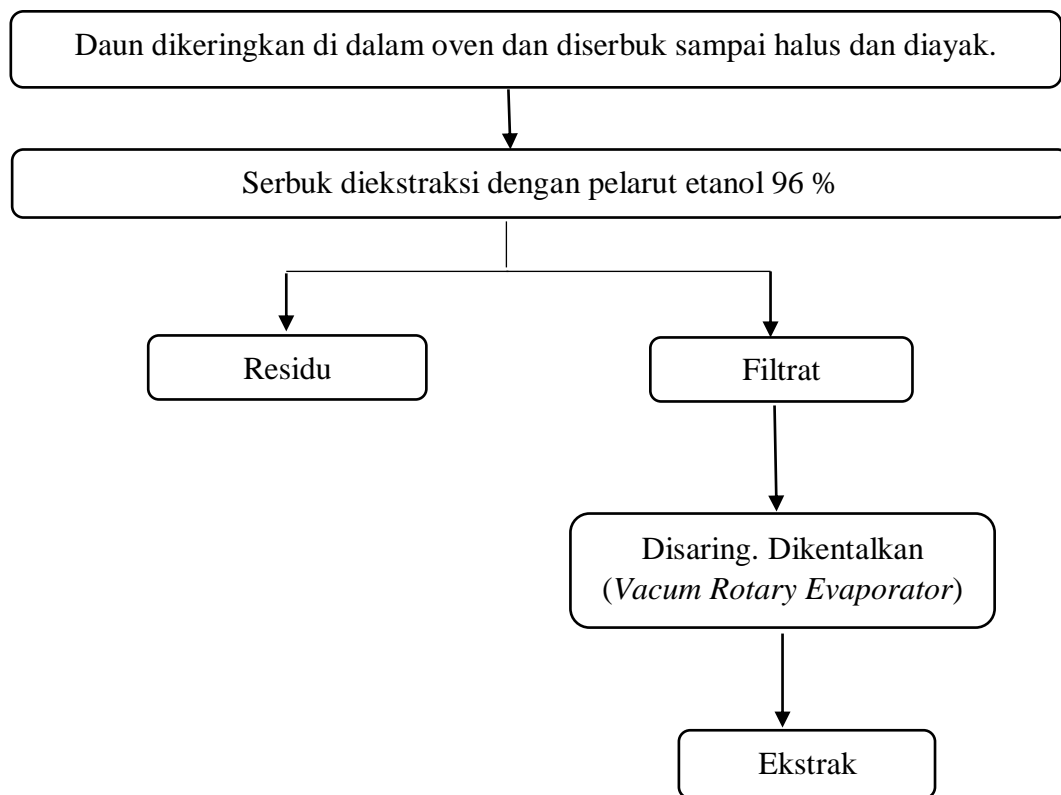 Daun dikeringkan di dalam oven dan diserbuk sampai halus dan diayak.
Serbuk diekstraksi dengan pelarut etanol 96 %
Residu
Filtrat
Disaring. Dikentalkan
(Vacum Rotary Evaporator)
Ekstrak